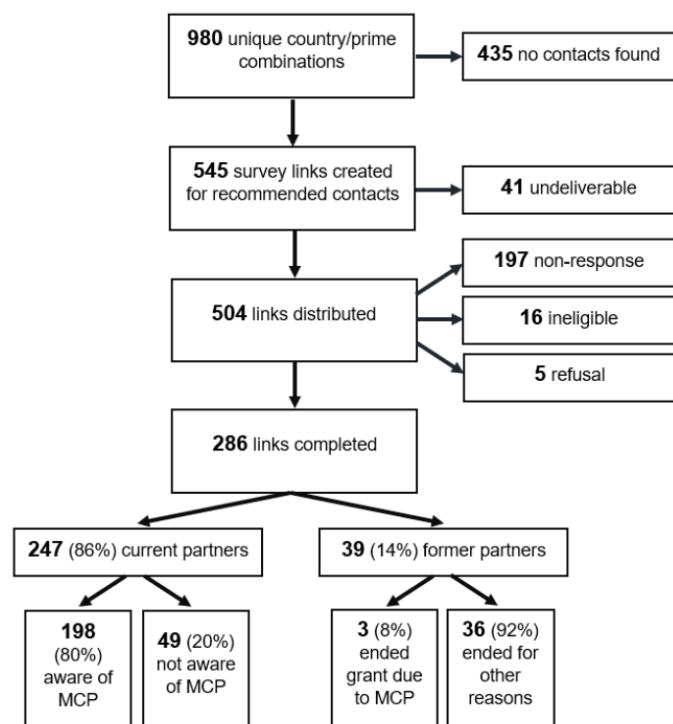 980 unique country/prime
combinations
435 no contacts found
545 survey links created
for recommended contacts
41 undeliverable
197 non-response
504 links distributed
16 ineligible
5 refusal
286 links completed
247 (86%) current partners
39 (14%) former partners
198
(80%)
aware of
MCP
49 (20%)
not aware
of MCP
3 (8%)
ended
grant due
to MCP
36 (92%)
ended for
other
reasons